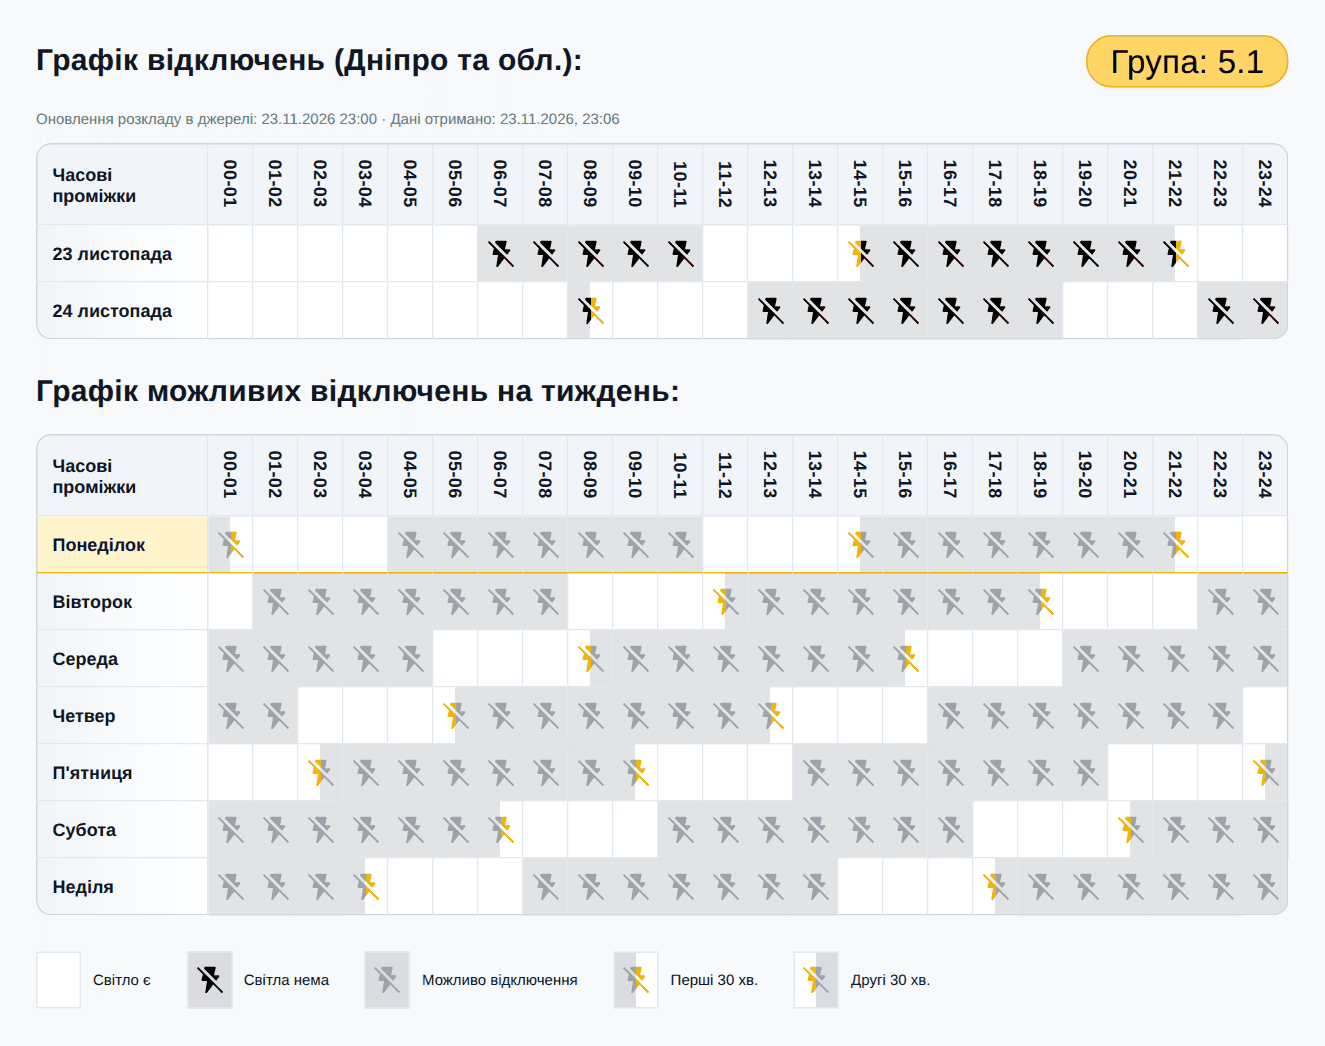 Графік відключень (Дніпро та обл.):
Група: 5.1
Оновлення розкладу в джерелі: 23.11.2026 23:00 · Дані отримано: 23.11.2026, 23:06
Часові проміжки 00-01 01-02 02-03 03-04 04-05 05-06 06-07 07-08 08-09 09-10 10-11 11-12 12-13 13-14 14-15 15-16 16-17 17-18 18-19 19-20 20-21 21-22 22-23 23-24
23 листопада
24 листопада
Графік можливих відключень на тиждень:
Часові проміжки 00-01 01-02 02-03 03-04 04-05 05-06 06-07 07-08 08-09 09-10 10-11 11-12 12-13 13-14 14-15 15-16 16-17 17-18 18-19 19-20 20-21 21-22 22-23 23-24
Понеділок
Вівторок
Середа
Четвер
П'ятниця
Субота
Неділя
Світло є Світла нема Можливо відключення Перші 30 хв. Другі 30 хв.